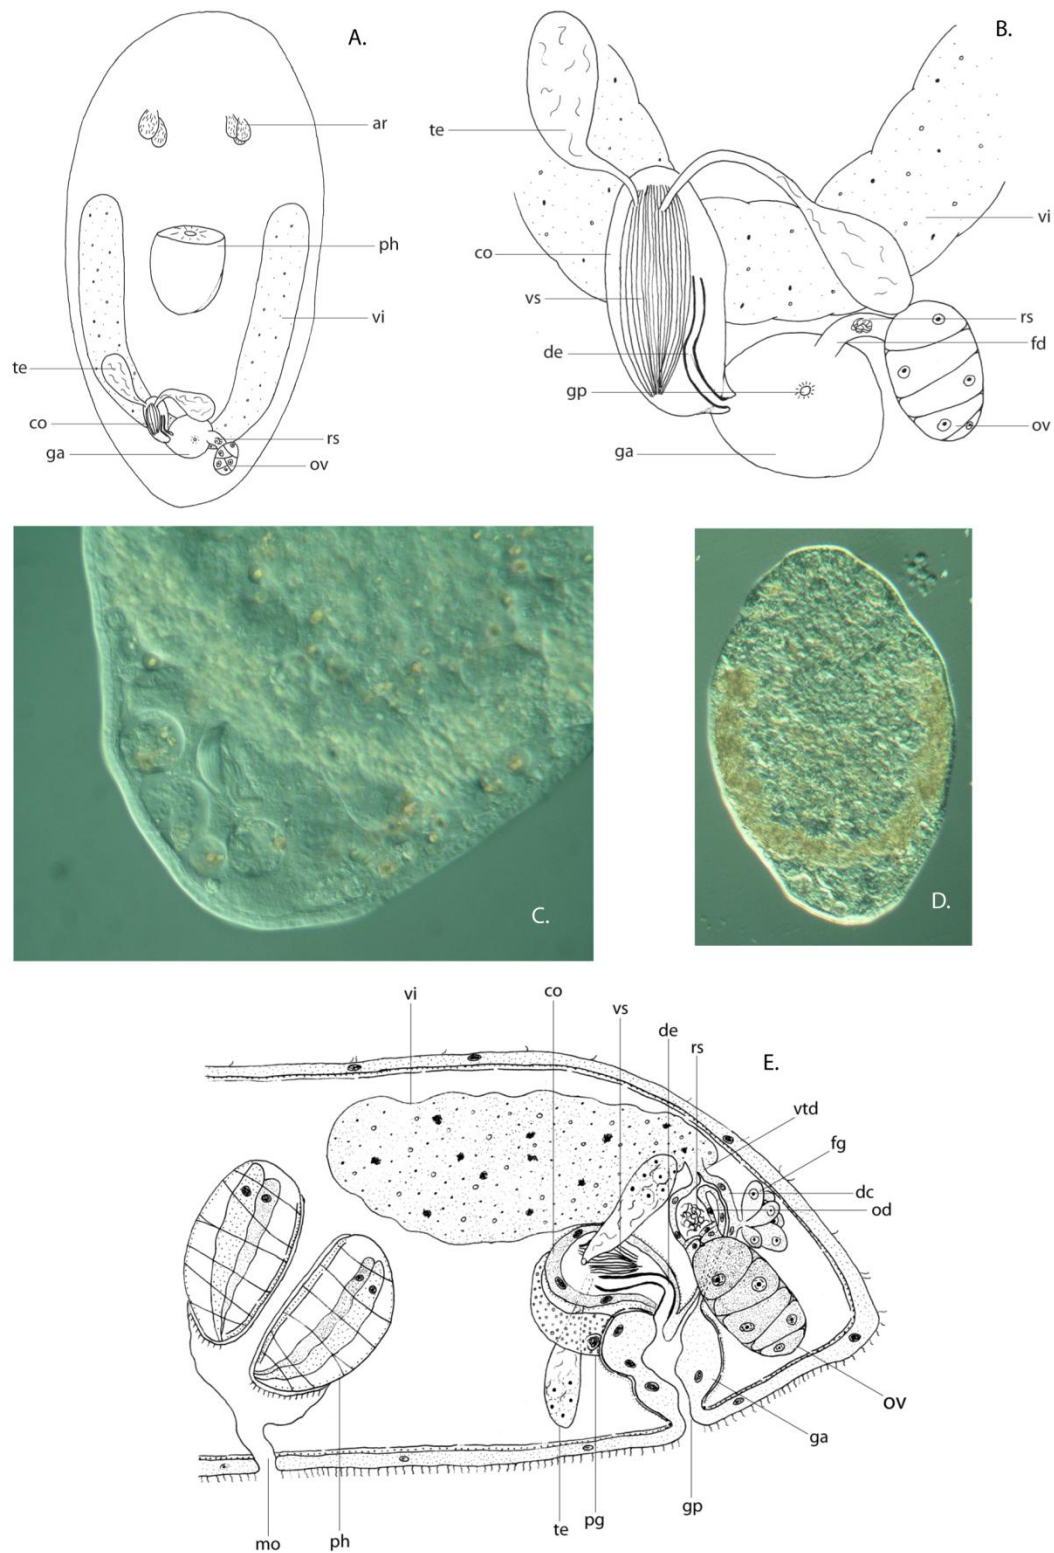 A.
ar
ph
vi
te
co
ga
rs
ov
B.
te
co
vs
de
gp
ga
vi
rs
fd
ov
C.
D.
E.
vi
co
vs
de
rs
vtd
fg
dc
od
ov
ga
gp
pg
te
ph
mo